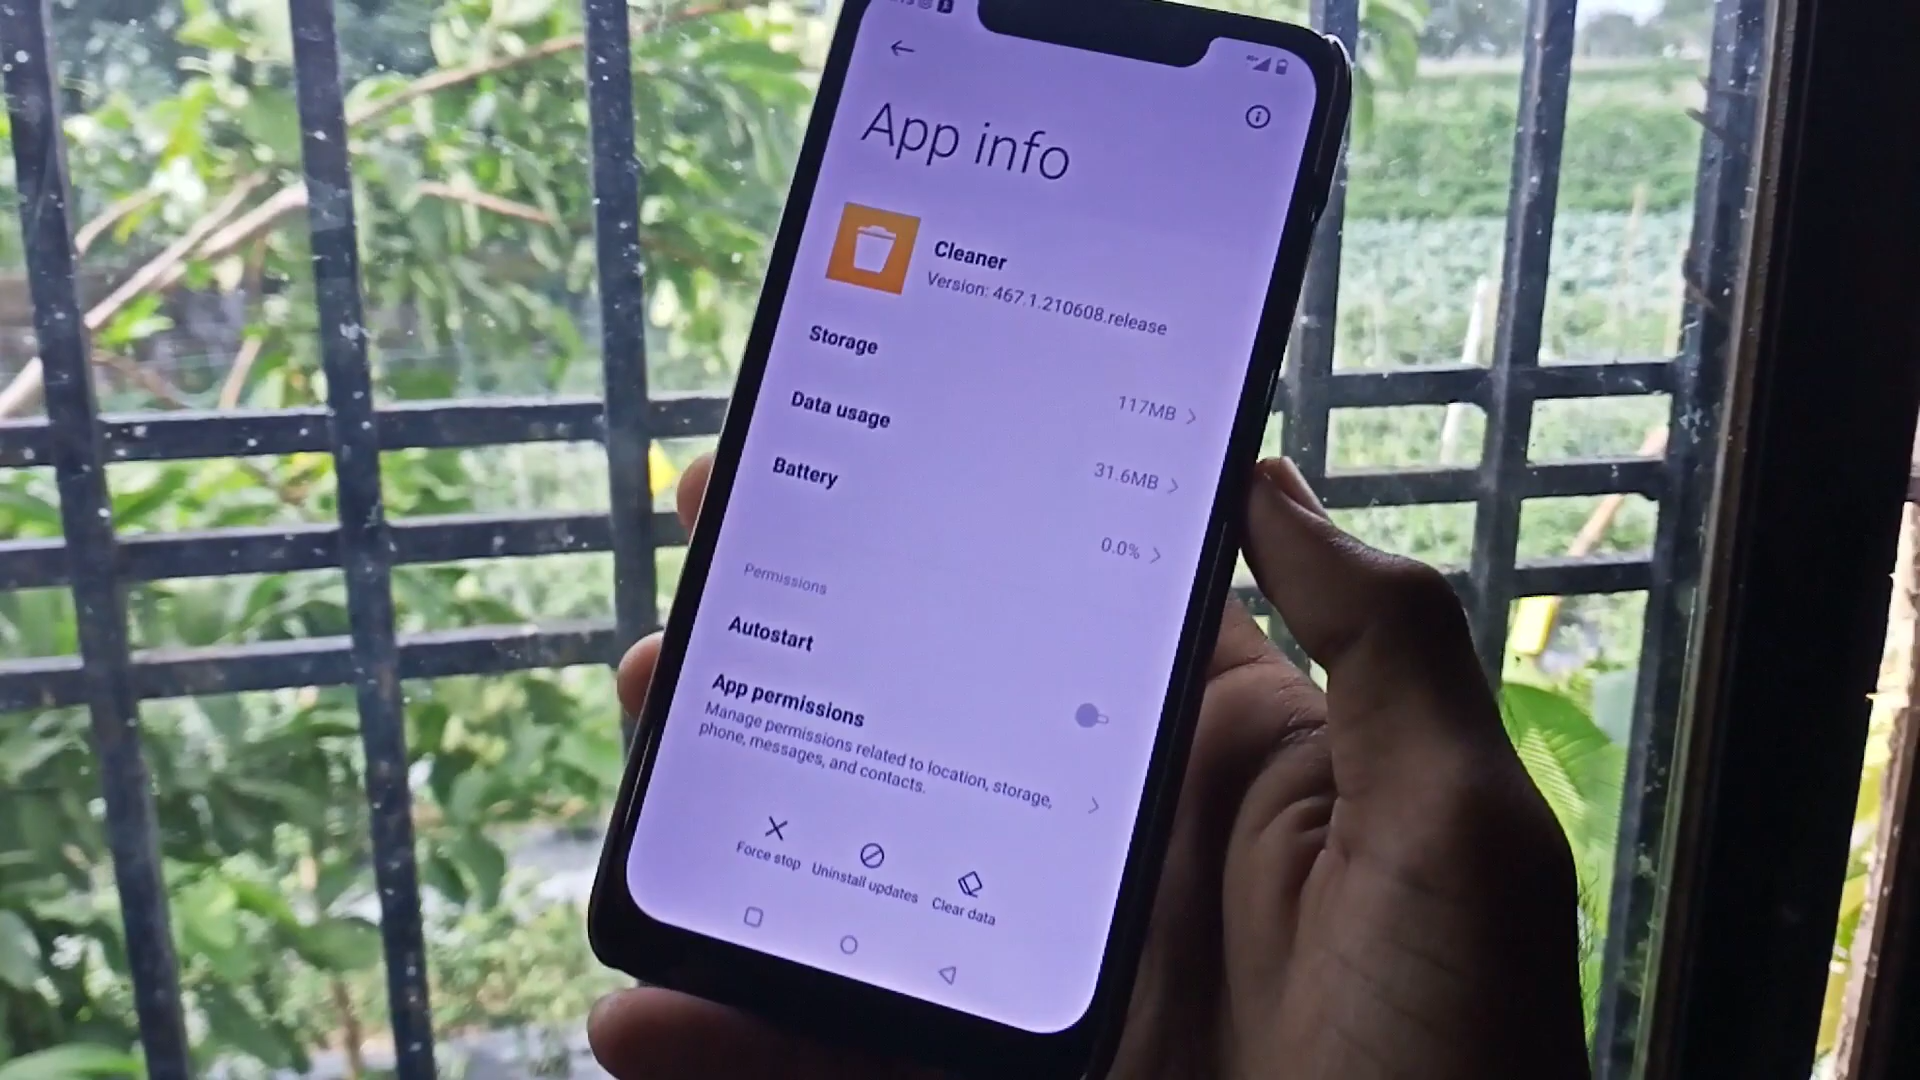 App info
Cleaner
Version: 467.1.210608.release
Storage
117MB
Data usage
31.6MB
Battery
0.0%
Permissions
Autostart
App permissions
Manage permissions related to location, storage,
phone, messages, and contacts.
Force stop
Uninstall updates
Clear data